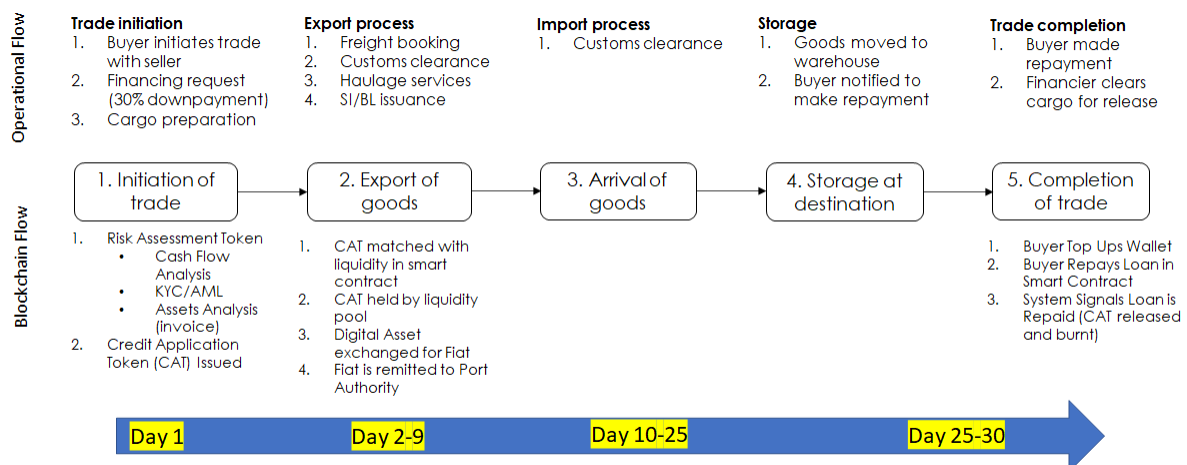 Operational Flow
Trade initiation
1. Buyer initiates trade
with seller
2. Financing request
(30% downpayment)
3. Cargo preparation
Export process
1. Freight booking
2. Customs clearance
3. Haulage services
4. SI/BL issuance
Import process
1. Customs clearance
Storage
1. Goods moved to
warehouse
2. Buyer notified to
make repayment
Trade completion
1. Buyer made
repayment
2. Financier clears
cargo for release
1. Initiation of
trade
2. Export of
goods
3. Arrival of
goods
4. Storage at
destination
5. Completion
of trade
Blockchain Flow
1. Risk Assessment Token
• Cash Flow
Analysis
• KYC/AML
• Assets Analysis
(invoice)
2. Credit Application
Token (CAT) Issued
1. CAT matched with
liquidity in smart
contract
2. CAT held by liquidity
pool
3. Digital Asset
exchanged for Fiat
4. Fiat is remitted to Port
Authority
1. Buyer Top Ups Wallet
2. Buyer Repays Loan in
Smart Contract
3. System Signals Loan is
Repaid (CAT released
and burnt)
Day 1
Day 2-9
Day 10-25
Day 25-30